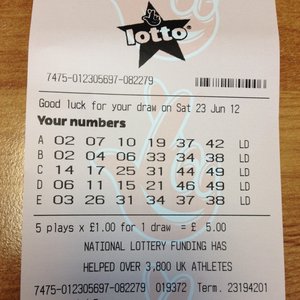 lotto
7475-012305697-082279
Good luck for your draw on Sat 23 Jun 12
Your numbers
A 02 07 10 19 37 42 LD
B 02 04 06 33 34 38 LD
C 14 17 25 31 44 49 LD
D 06 11 15 21 46 49 LD
E 03 26 31 34 37 38 LD
5 plays x £1.00 for 1 draw = £ 5.00
NATIONAL LOTTERY FUNDING HAS
HELPED OVER 3,800 UK ATHLETES
7475-012305697-082279 019372 Term. 23194201